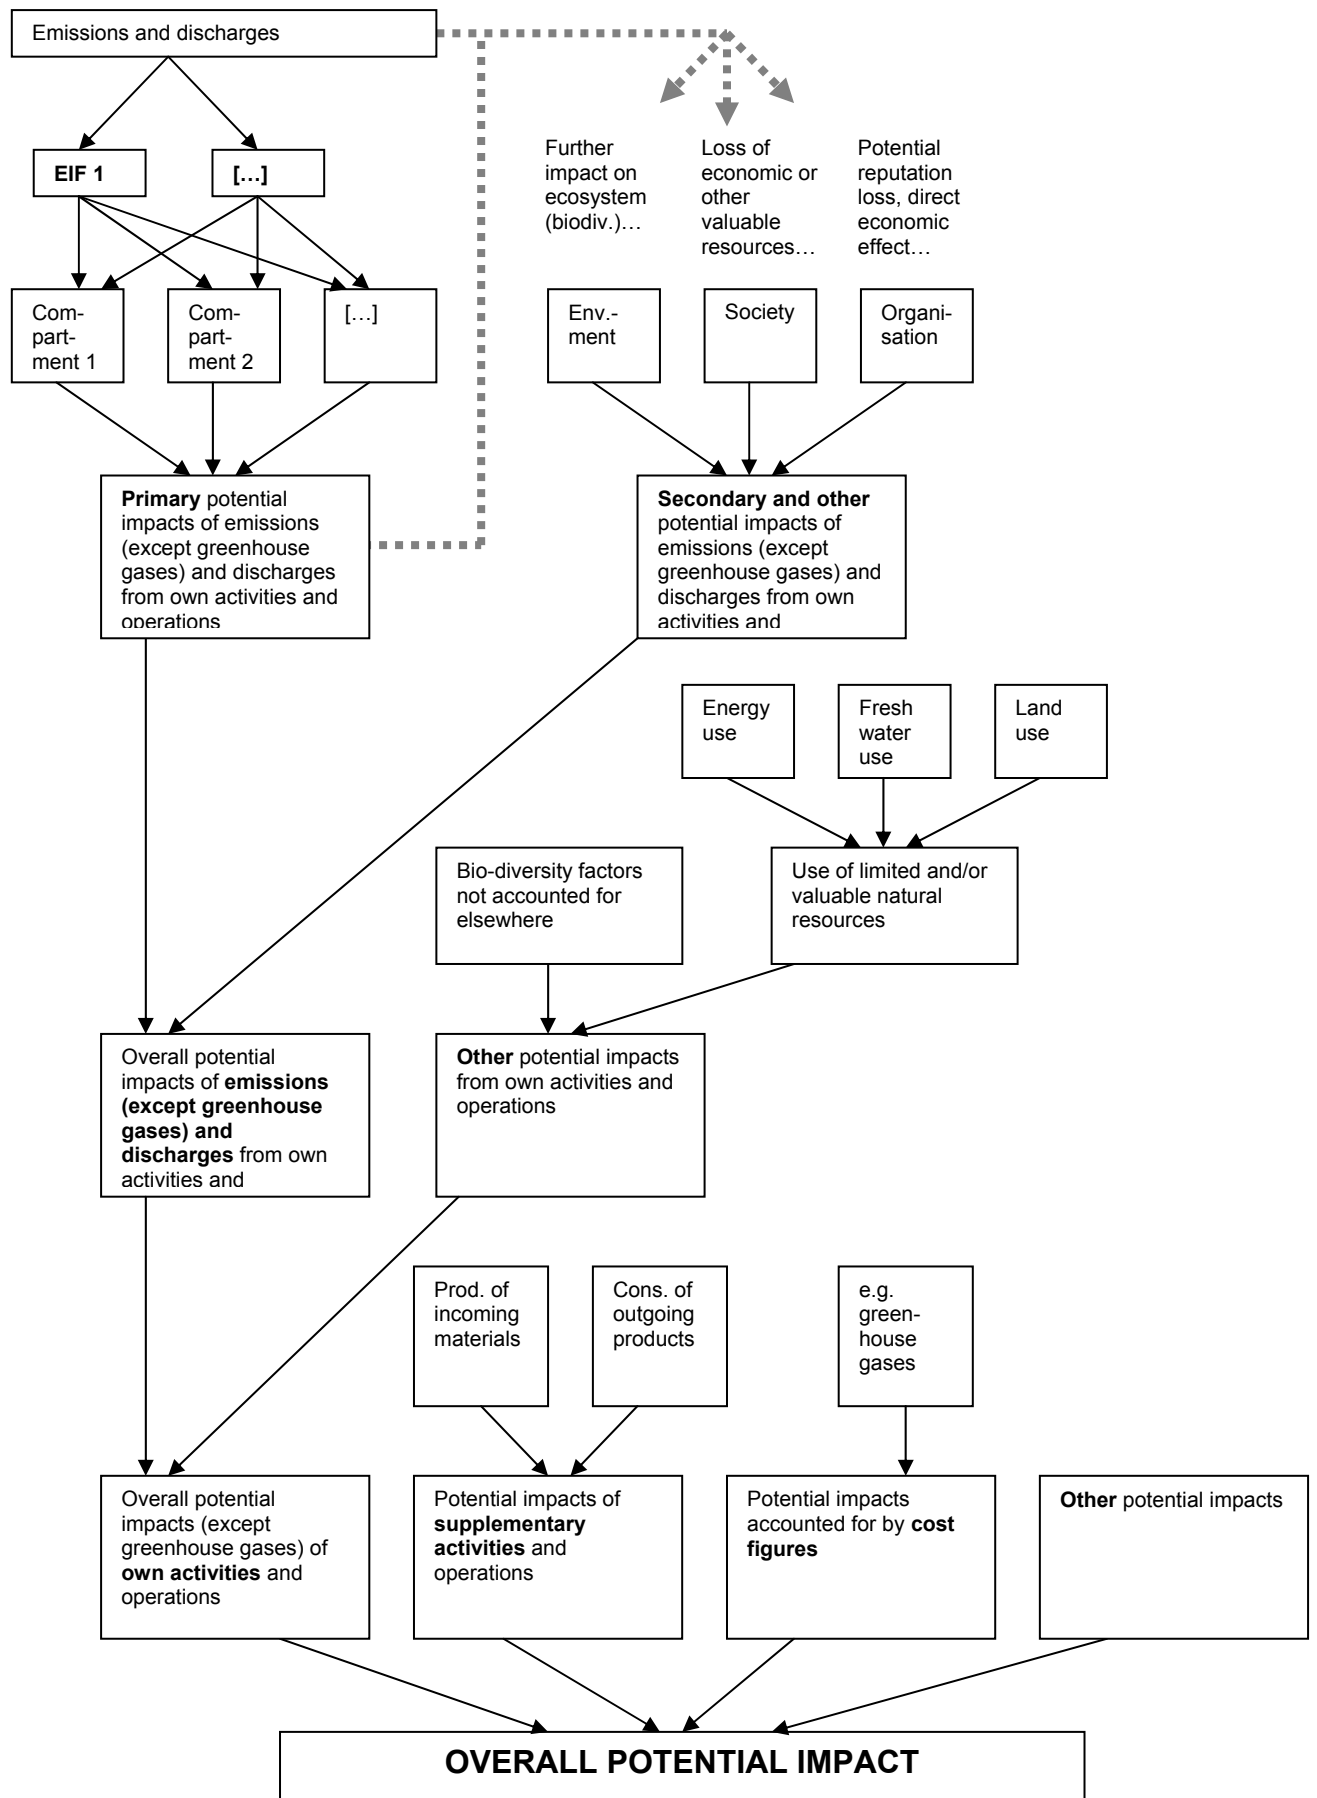 Emissions and discharges
EIF 1
[…]
Further
impact on
ecosystem
(biodiv.)…
Loss of
economic or
other
valuable
resources…
Potential
reputation
loss, direct
economic
effect…
Com-
part-
ment 1
Com-
part-
ment 2
[…]
Env.-
ment
Society
Organi-
sation
Primary potential
impacts of emissions
(except greenhouse
gases) and discharges
from own activities and
operations
Secondary and other
potential impacts of
emissions (except
greenhouse gases) and
discharges from own
activities and
Energy
use
Fresh
water
use
Land
use
Bio-diversity factors
not accounted for
elsewhere
Use of limited and/or
valuable natural
resources
Overall potential
impacts of emissions
(except greenhouse
gases) and
discharges from own
activities and
Other potential impacts
from own activities and
operations
Prod. of
incoming
materials
Cons. of
outgoing
products
e.g.
green-
house
gases
Overall potential
impacts (except
greenhouse gases) of
own activities and
operations
Potential impacts of
supplementary
activities and
operations
Potential impacts
accounted for by cost
figures
Other potential impacts
OVERALL POTENTIAL IMPACT